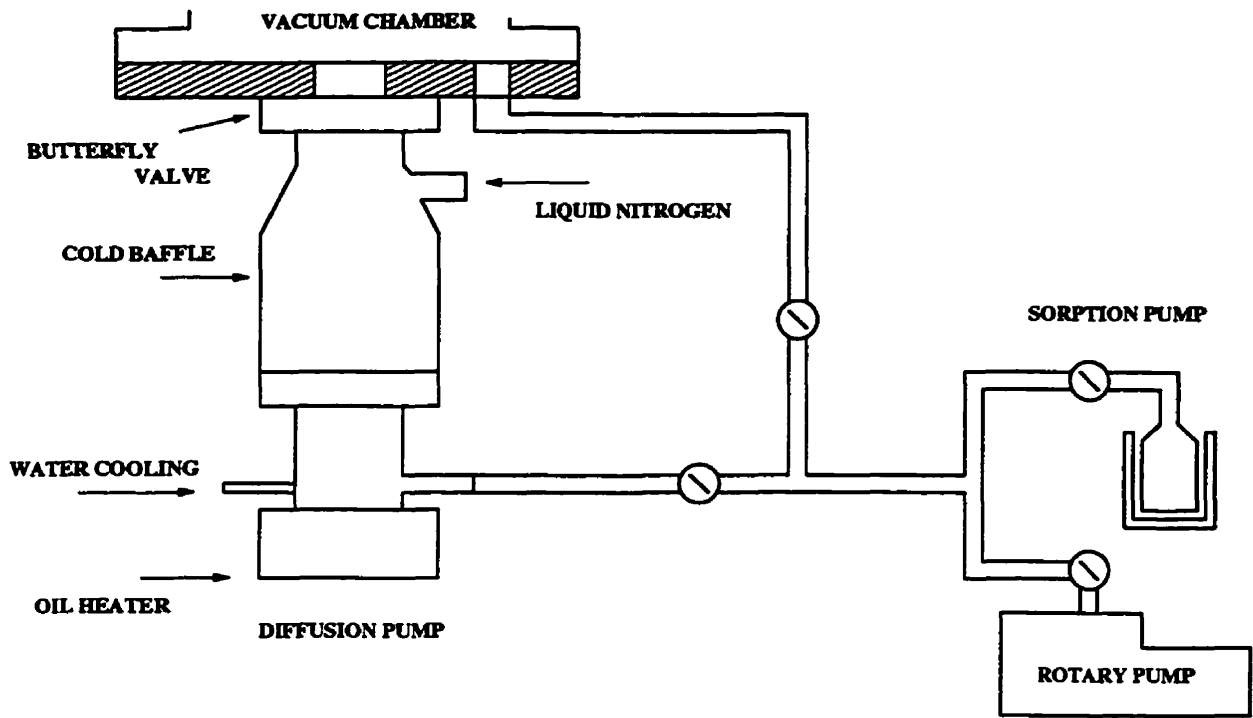 VACUUM CHAMBER
BUTTERFLY
VALVE
LIQUID NITROGEN
COLD BAFFLE
SORPTION PUMP
WATER COOLING
OIL HEATER
DIFFUSION PUMP
ROTARY PUMP